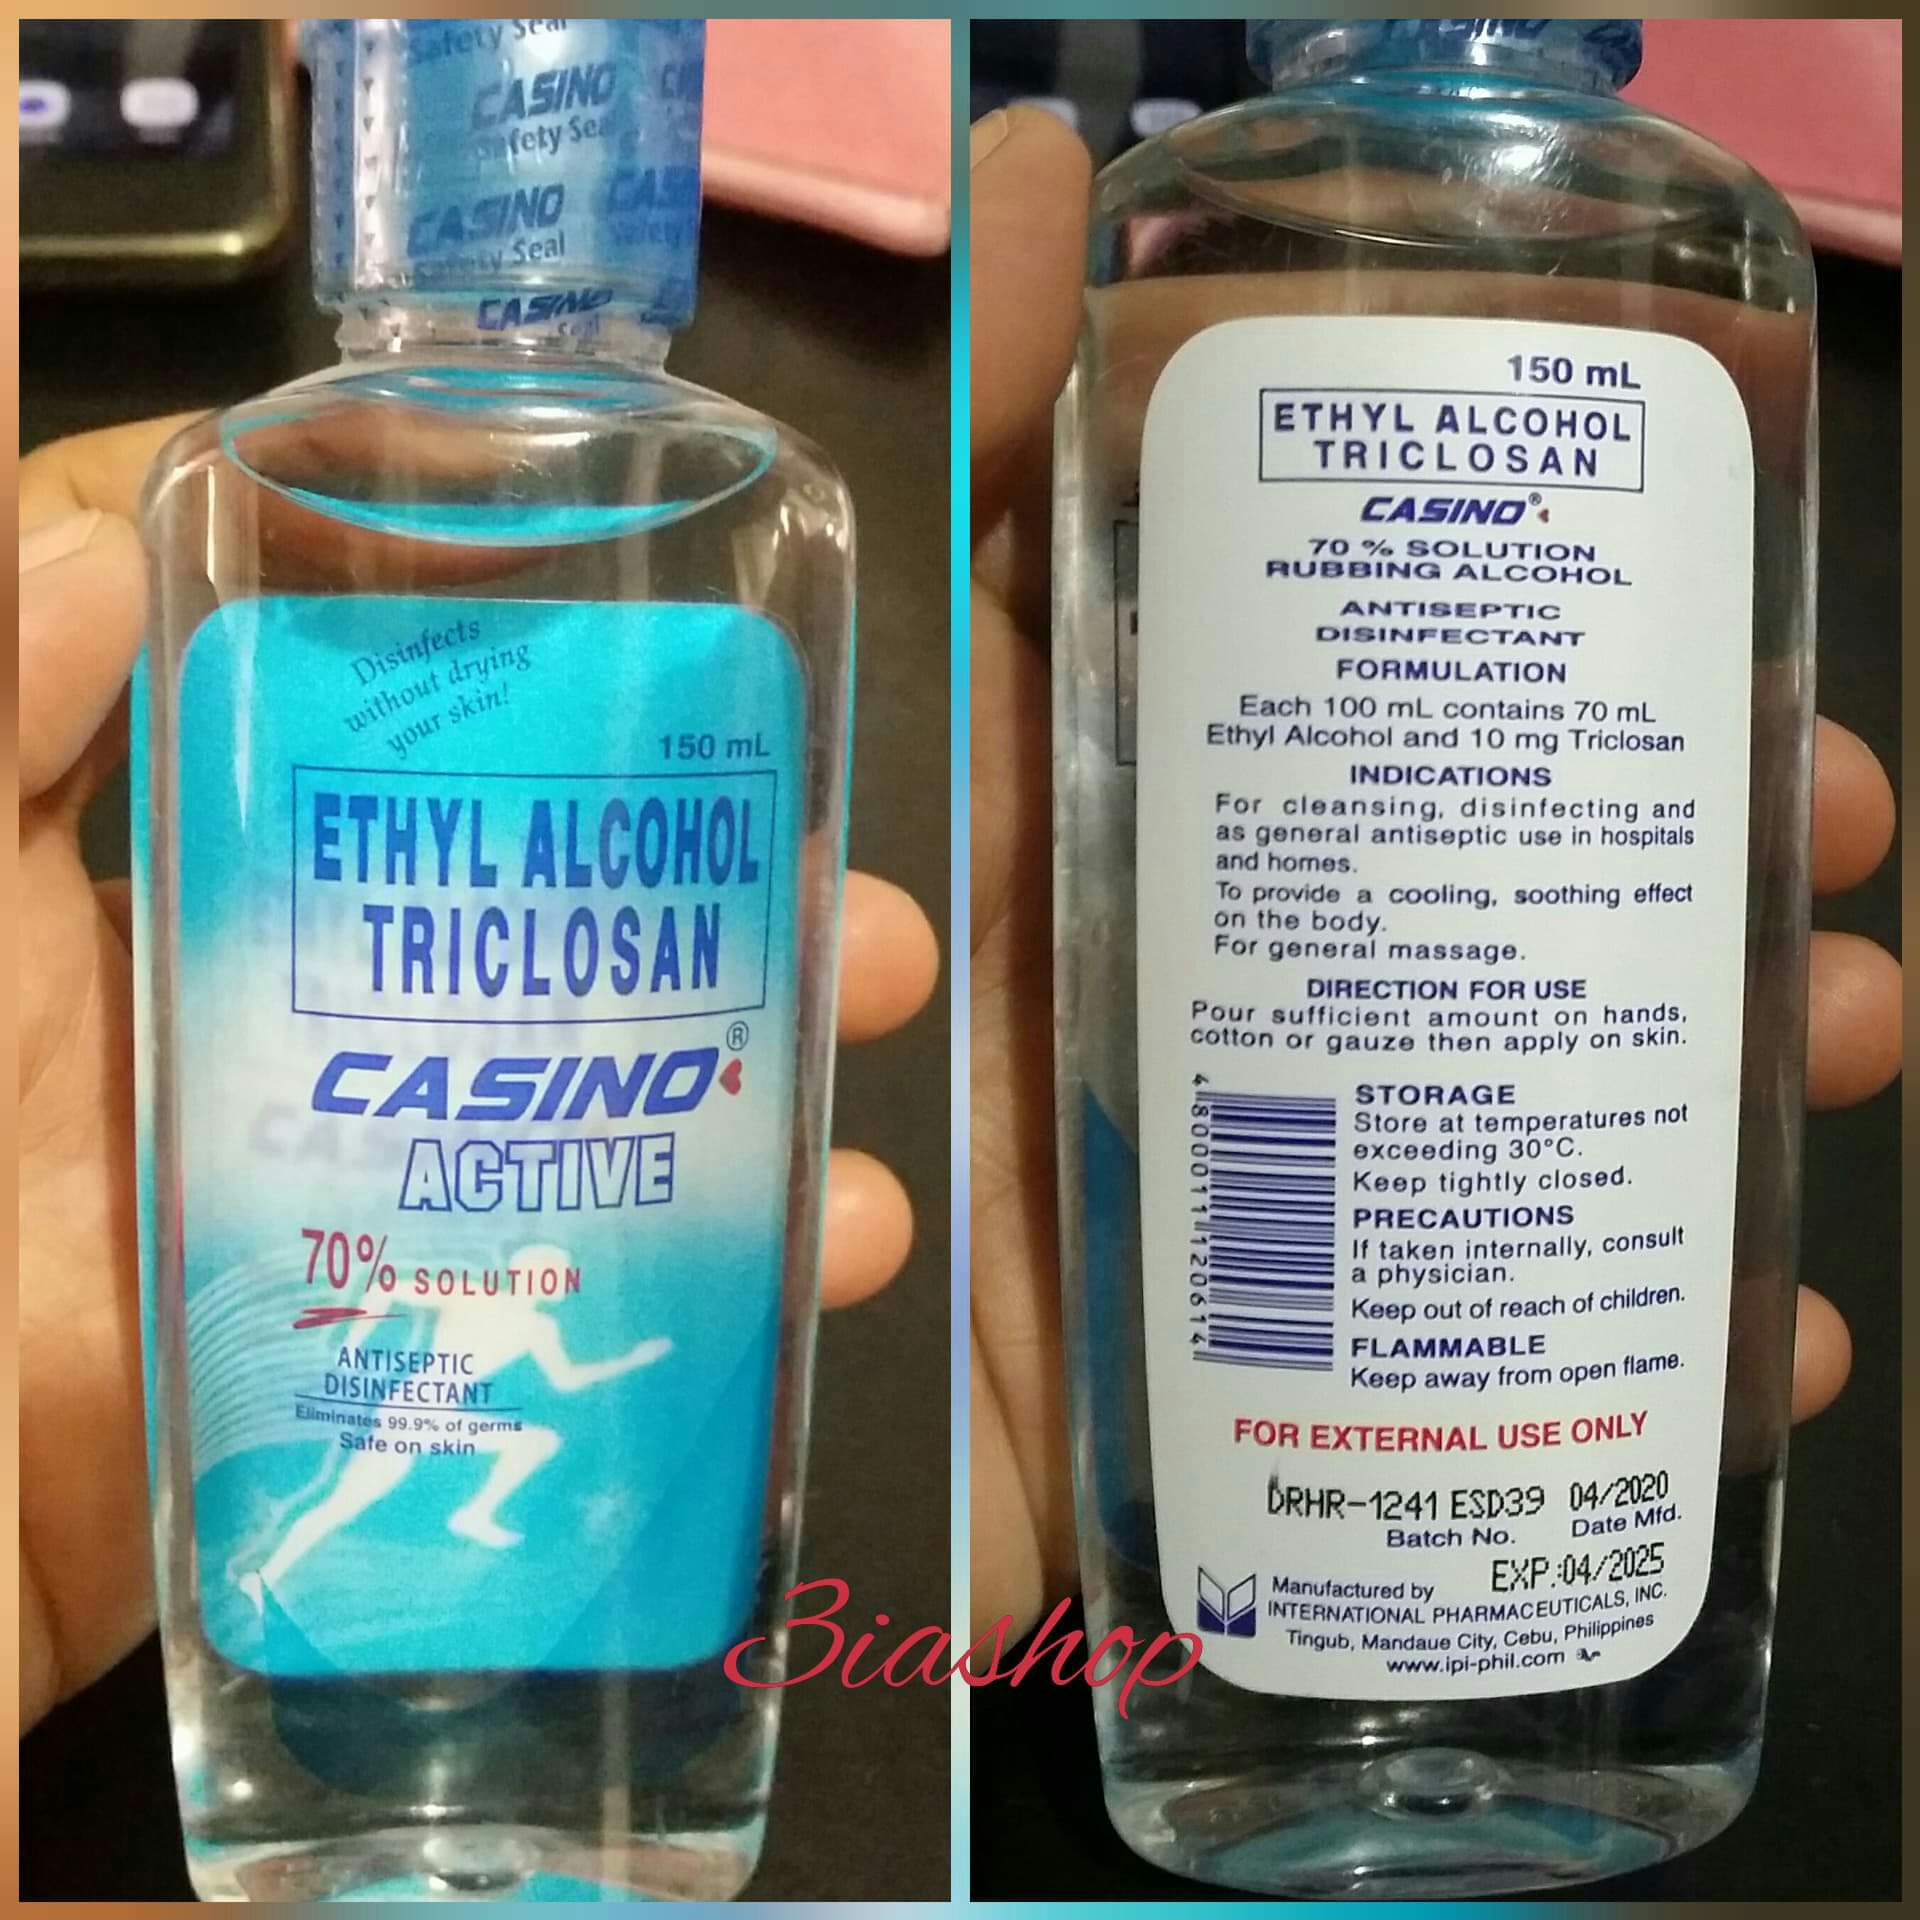 Safety Seal
CASINO
Safety Seal
CASINO
Safety Seal
CASINO
Disinfects
without drying
your skin!
150 mL
ETHYL ALCOHOL
TRICLOSAN
CASINO®
ACTIVE
70% SOLUTION
ANTISEPTIC
DISINFECTANT
Eliminates 99.9% of germs
Safe on skin
150 mL
ETHYL ALCOHOL
TRICLOSAN
CASINO®
70 % SOLUTION
RUBBING ALCOHOL
ANTISEPTIC
DISINFECTANT
FORMULATION
Each 100 mL contains 70 mL
Ethyl Alcohol and 10 mg Triclosan
INDICATIONS
For cleansing, disinfecting and
as general antiseptic use in hospitals
and homes.
To provide a cooling, soothing effect
on the body.
For general massage.
DIRECTION FOR USE
Pour sufficient amount on hands,
cotton or gauze then apply on skin.
4 800011 120614
STORAGE
Store at temperatures not
exceeding 30°C.
Keep tightly closed.
PRECAUTIONS
If taken internally, consult
a physician.
Keep out of reach of children.
FLAMMABLE
Keep away from open flame.
FOR EXTERNAL USE ONLY
DRHR-1241 ESD39 04/2020
Batch No. Date Mfd.
EXP.:04/2025
Manufactured by
INTERNATIONAL PHARMACEUTICALS, INC.
Tingub, Mandaue City, Cebu, Philippines
www.ipi-phil.com
3iashop